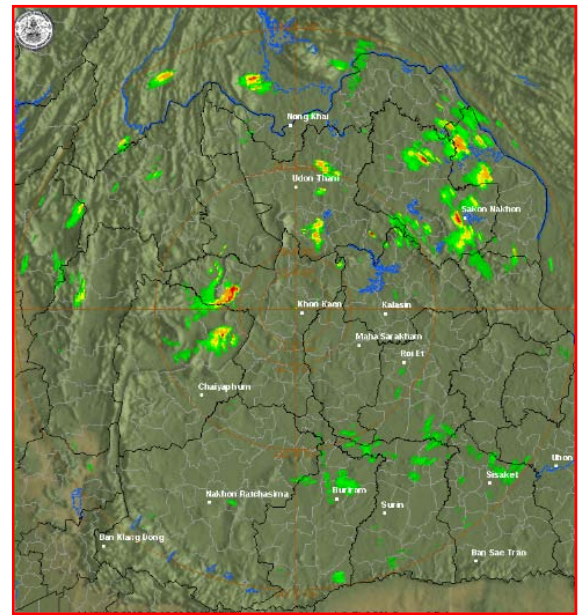 Nong Khai
Udon Thani
Sakon Nakhon
Khon Kaen
Kalasin
Maha Sarakham
Roi Et
Chaiyaphum
Ubon
Sisaket
Nakhon Ratchasima
Buriram
Surin
Ban Klang Dong
Ban Sae Tran